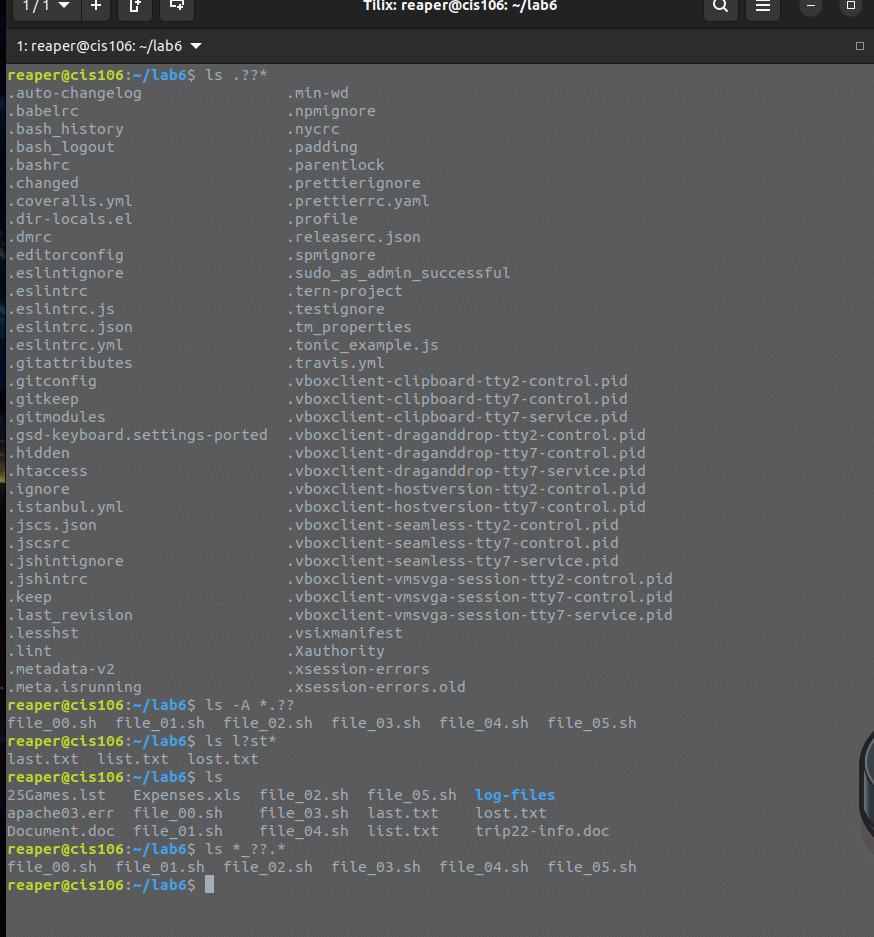 1 / 1
Tilix: reaper@cis106: ~/lab6
1: reaper@cis106: ~/lab6
reaper@cis106:~/lab6$ ls .??*
.auto-changelog .min-wd
.babelrc .npmignore
.bash_history .nycrc
.bash_logout .padding
.bashrc .parentlock
.changed .prettierignore
.coveralls.yml .prettierrc.yaml
.dir-locals.el .profile
.dmrc .releaserc.json
.editorconfig .spmignore
.eslintignore .sudo_as_admin_successful
.eslintrc .tern-project
.eslintrc.js .testignore
.eslintrc.json .tm_properties
.eslintrc.yml .tonic_example.js
.gitattributes .travis.yml
.gitconfig .vboxclient-clipboard-tty2-control.pid
.gitkeep .vboxclient-clipboard-tty7-control.pid
.gitmodules .vboxclient-clipboard-tty7-service.pid
.gsd-keyboard.settings-ported .vboxclient-draganddrop-tty2-control.pid
.hidden .vboxclient-draganddrop-tty7-control.pid
.htaccess .vboxclient-draganddrop-tty7-service.pid
.ignore .vboxclient-hostversion-tty2-control.pid
.istanbul.yml .vboxclient-hostversion-tty7-control.pid
.jscs.json .vboxclient-seamless-tty2-control.pid
.jscsrc .vboxclient-seamless-tty7-control.pid
.jshintignore .vboxclient-seamless-tty7-service.pid
.jshintrc .vboxclient-vmsvga-session-tty2-control.pid
.keep .vboxclient-vmsvga-session-tty7-control.pid
.last_revision .vboxclient-vmsvga-session-tty7-service.pid
.lesshst .vsixmanifest
.lint .Xauthority
.metadata-v2 .xsession-errors
.meta.isrunning .xsession-errors.old
reaper@cis106:~/lab6$ ls -A *.??
file_00.sh file_01.sh file_02.sh file_03.sh file_04.sh file_05.sh
reaper@cis106:~/lab6$ ls l?st*
last.txt list.txt lost.txt
reaper@cis106:~/lab6$ ls
25Games.lst Expenses.xls file_02.sh file_05.sh log-files
apache03.err file_00.sh file_03.sh last.txt lost.txt
Document.doc file_01.sh file_04.sh list.txt trip22-info.doc
reaper@cis106:~/lab6$ ls *_??.*
file_00.sh file_01.sh file_02.sh file_03.sh file_04.sh file_05.sh
reaper@cis106:~/lab6$